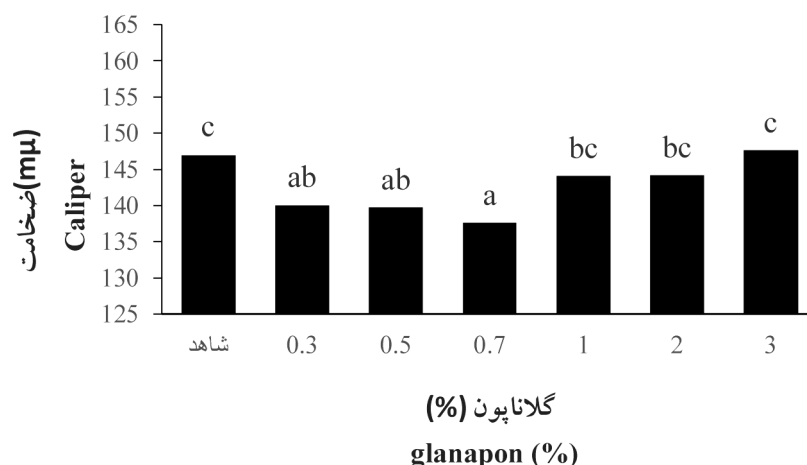 165
160
155
150
145
140
135
130
125
ضخامت(mµ)
Caliper
c
ab
ab
a
bc
bc
c
شاهد 0.3 0.5 0.7 1 2 3
گلاناپون (%)
glanapon (%)